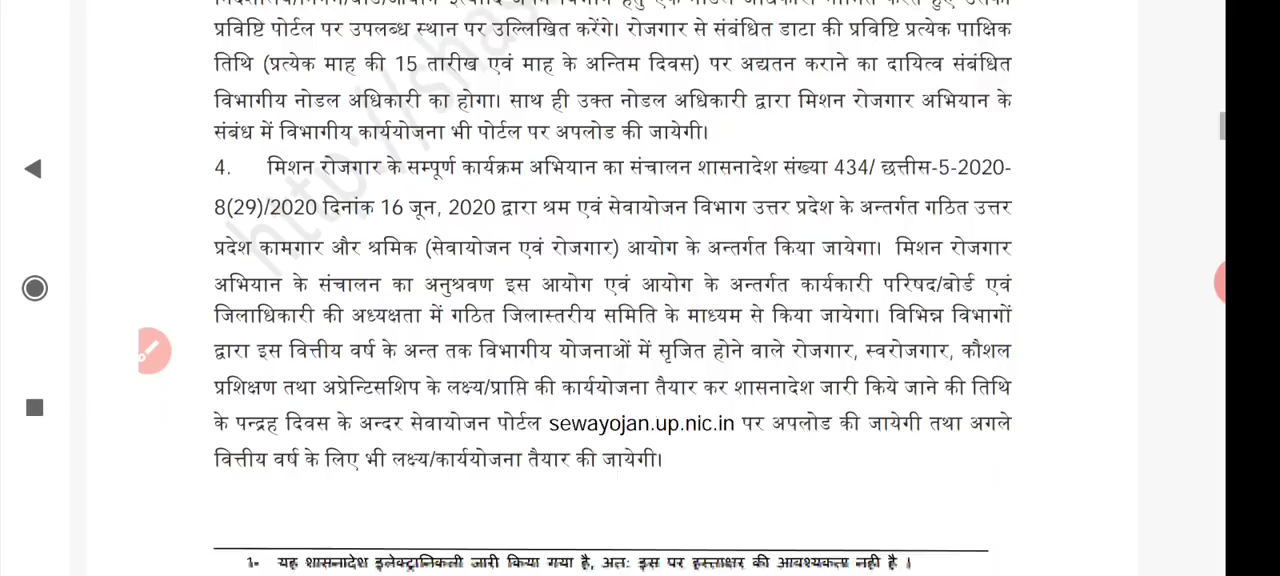 प्रविष्टि पोर्टल पर उपलब्ध स्थान पर उल्लिखित करेंगे। रोजगार से संबंधित डाटा की प्रविष्टि प्रत्येक पाक्षिक
तिथि (प्रत्येक माह की 15 तारीख एवं माह के अन्तिम दिवस) पर अद्यतन कराने का दायित्व संबंधित
विभागीय नोडल अधिकारी का होगा। साथ ही उक्त नोडल अधिकारी द्वारा मिशन रोजगार अभियान के
संबंध में विभागीय कार्ययोजना भी पोर्टल पर अपलोड की जायेगी।
4. मिशन रोजगार के सम्पूर्ण कार्यक्रम अभियान का संचालन शासनादेश संख्या 434/ छत्तीस-5-2020-
8(29)/2020 दिनांक 16 जून, 2020 द्वारा श्रम एवं सेवायोजन विभाग उत्तर प्रदेश के अन्तर्गत गठित उत्तर
प्रदेश कामगार और श्रमिक (सेवायोजन एवं रोजगार) आयोग के अन्तर्गत किया जायेगा। मिशन रोजगार
अभियान के संचालन का अनुश्रवण इस आयोग एवं आयोग के अन्तर्गत कार्यकारी परिषद/बोर्ड एवं
जिलाधिकारी की अध्यक्षता में गठित जिलास्तरीय समिति के माध्यम से किया जायेगा। विभिन्न विभागों
द्वारा इस वित्तीय वर्ष के अन्त तक विभागीय योजनाओं में सृजित होने वाले रोजगार, स्वरोजगार, कौशल
प्रशिक्षण तथा अप्रेन्टिसशिप के लक्ष्य/प्राप्ति की कार्ययोजना तैयार कर शासनादेश जारी किये जाने की तिथि
के पन्द्रह दिवस के अन्दर सेवायोजन पोर्टल sewayojan.up.nic.in पर अपलोड की जायेगी तथा अगले
वित्तीय वर्ष के लिए भी लक्ष्य/कार्ययोजना तैयार की जायेगी।
1- यह शासनादेश इलेक्ट्रानिकली जारी किया गया है, अतः इस पर हस्ताक्षर की आवश्यकता नही है ।